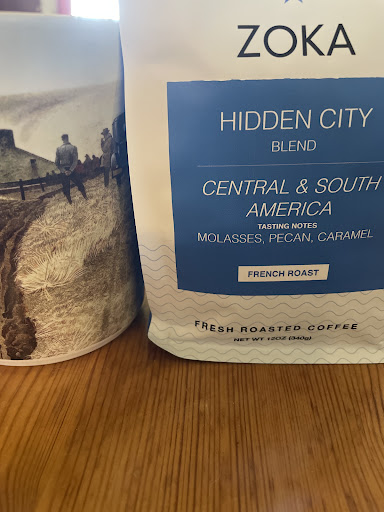 ZOKA
HIDDEN CITY
BLEND
CENTRAL & SOUTH
AMERICA
TASTING NOTES
MOLASSES, PECAN, CARAMEL
FRENCH ROAST
FRESH ROASTED COFFEE
NET WT 12OZ (340g)